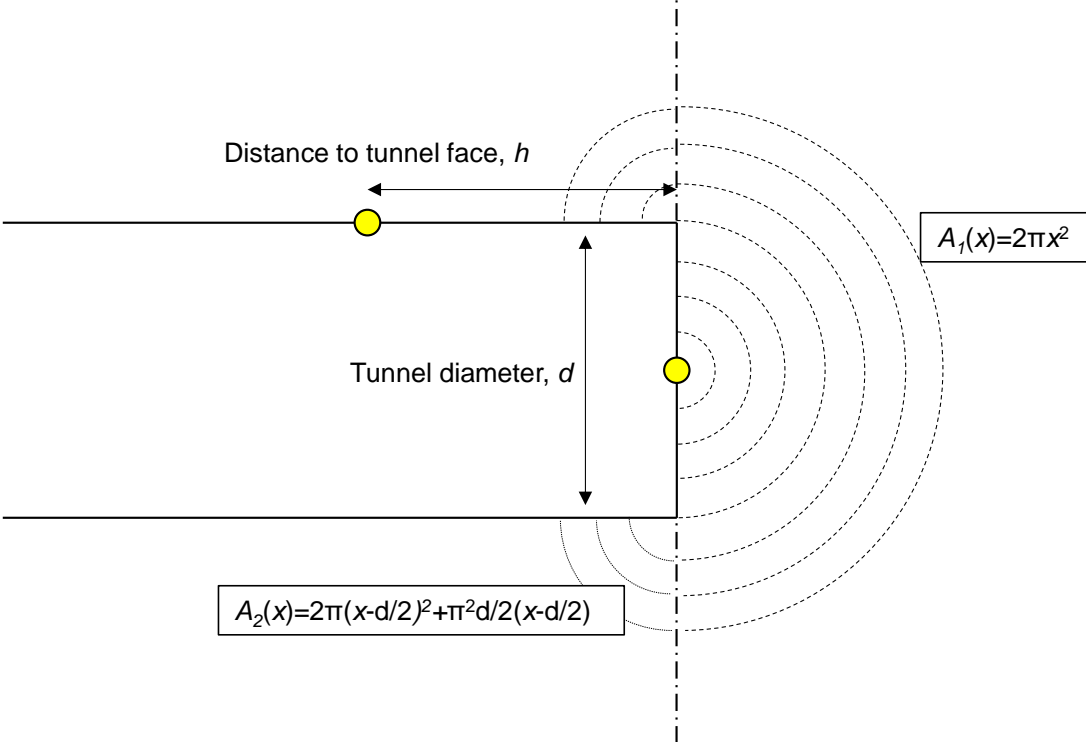 Distance to tunnel face, h
A₁(x)=2πx²
Tunnel diameter, d
A₂(x)=2π(x-d/2)²+π²d/2(x-d/2)